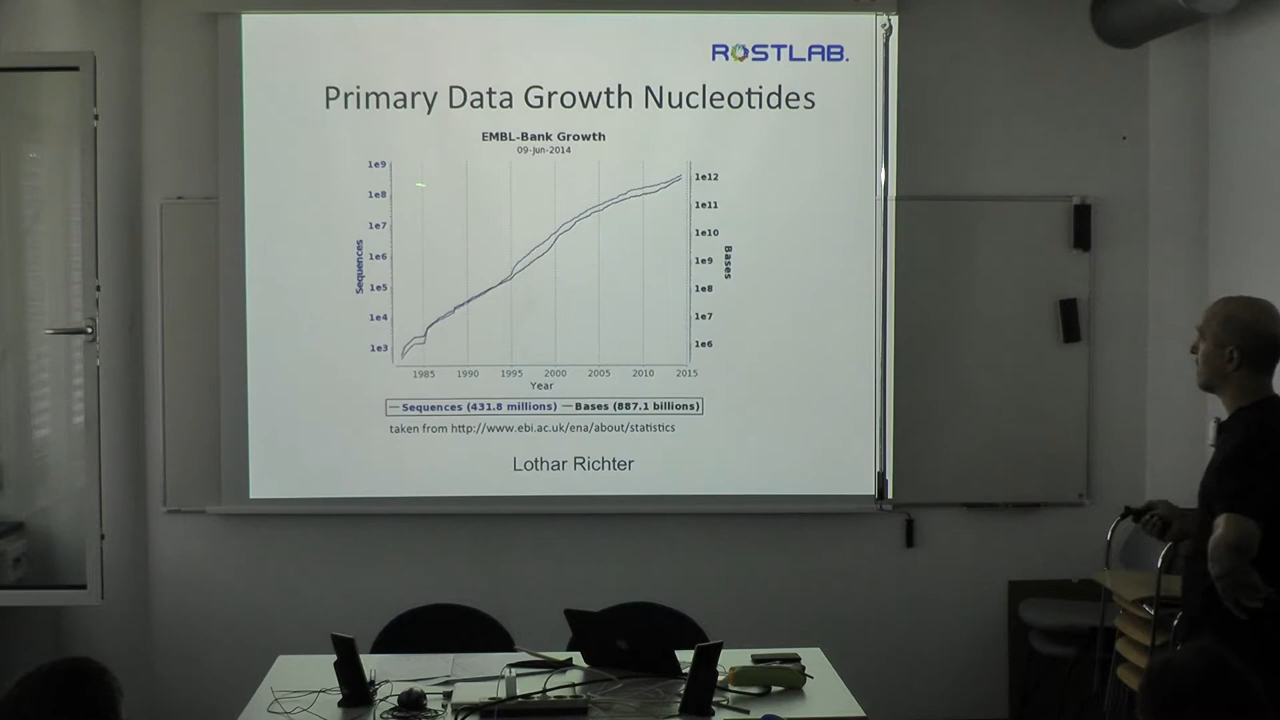 ROSTLAB.
Primary Data Growth Nucleotides
EMBL-Bank Growth
09-Jun-2014
1e9
1e8
1e7
1e6
1e5
1e4
1e3
Sequences
1e12
1e11
1e10
1e9
1e8
1e7
1e6
Bases
1985 1990 1995 2000 2005 2010 2015
Year
Sequences (431.8 millions) Bases (887.1 billions)
taken from http://www.ebi.ac.uk/ena/about/statistics
Lothar Richter